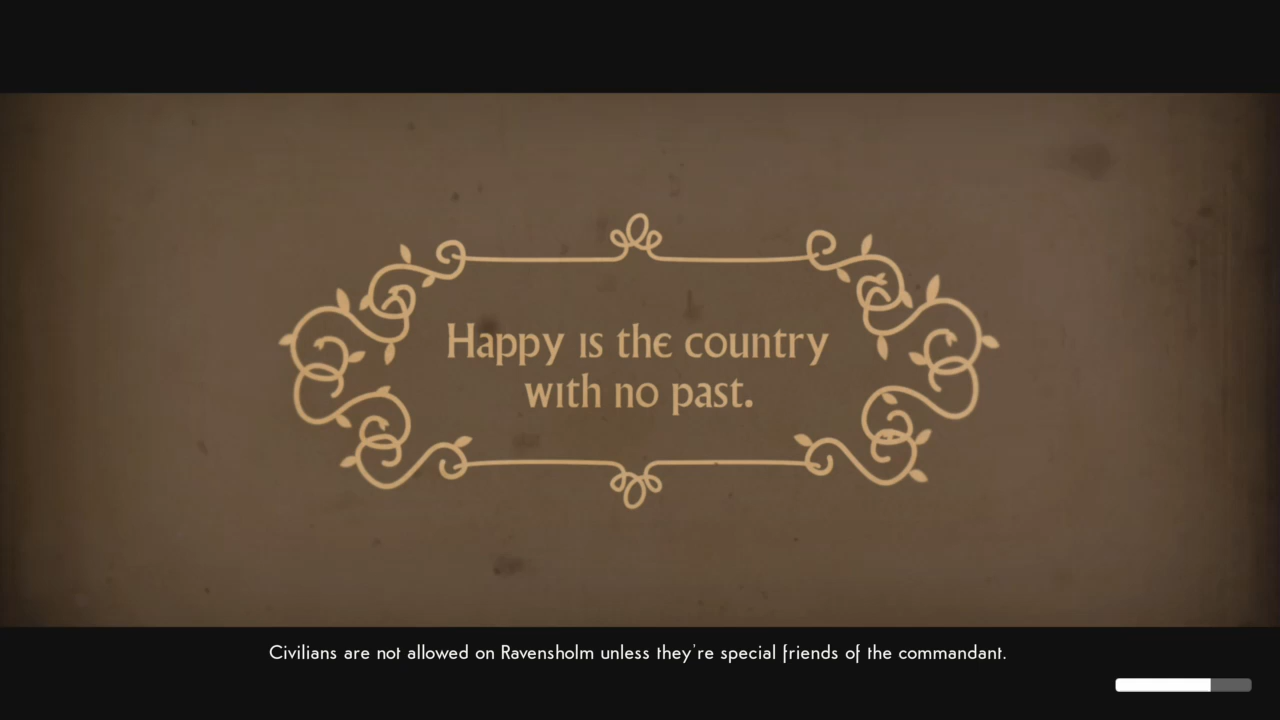 Happy is the country
with no past.
Civilians are not allowed on Ravensholm unless they're special friends of the commandant.